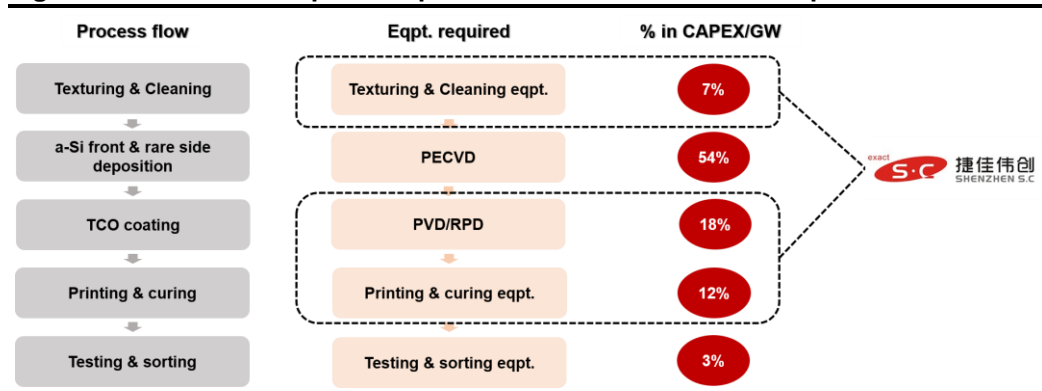 Process flow
Eqpt. required
% in CAPEX/GW
Texturing & Cleaning
Texturing & Cleaning eqpt.
7%
a-Si front & rare side
deposition
PECVD
54%
exact
S·C
捷佳伟创
SHENZHEN S.C
TCO coating
PVD/RPD
18%
Printing & curing
Printing & curing eqpt.
12%
Testing & sorting
Testing & sorting eqpt.
3%